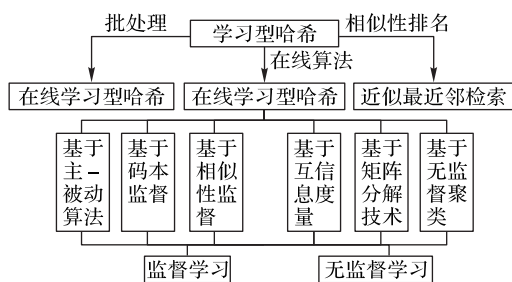 批处理
学习型哈希
相似性排名
在线算法
在线学习型哈希
在线学习型哈希
近似最近邻检索
基于
主-
被动
算法
基于
码本
监督
基于
相似
性监
督
基于
互信
息度
量
基于
矩阵
分解
技术
基于
无监
督聚
类
监督学习
无监督学习